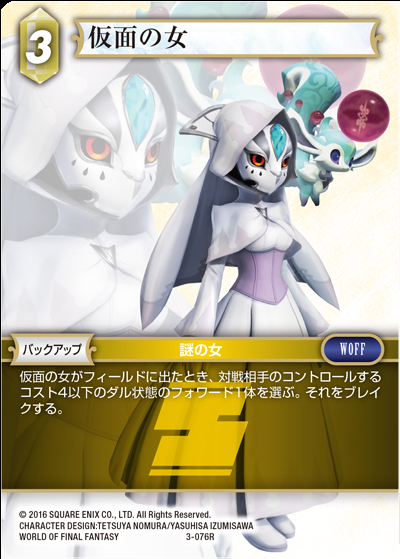 3
仮面の女
バックアップ
謎の女
WOFF
仮面の女がフィールドに出たとき、対戦相手のコントロールする
コスト4以下のダル状態のフォワード1体を選ぶ。それをブレイ
クする。
© 2016 SQUARE ENIX CO., LTD. All Rights Reserved.
CHARACTER DESIGN:TETSUYA NOMURA/YASUHISA IZUMISAWA
WORLD OF FINAL FANTASY 3-076R